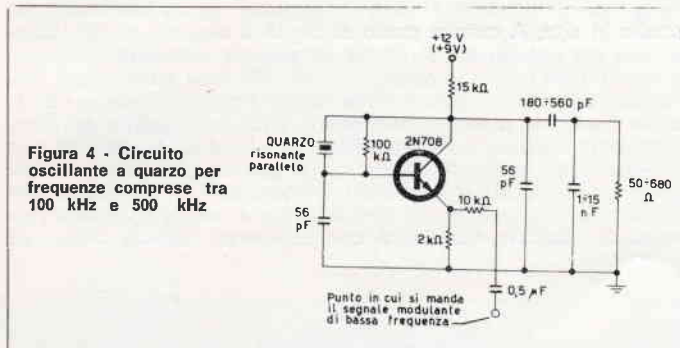 Figura 4 - Circuito
oscillante a quarzo per
frequenze comprese tra
100 kHz e 500 kHz
+12 V
(+9V)
15 kΩ
180÷560 pF
QUARZO
risonante
parallelo
100
kΩ
2N708
56
pF
10 kΩ
2kΩ
56
pF
1÷15
nF
50÷680
Ω
0,5 µF
Punto in cui si manda
il segnale modulante
di bassa frequenza